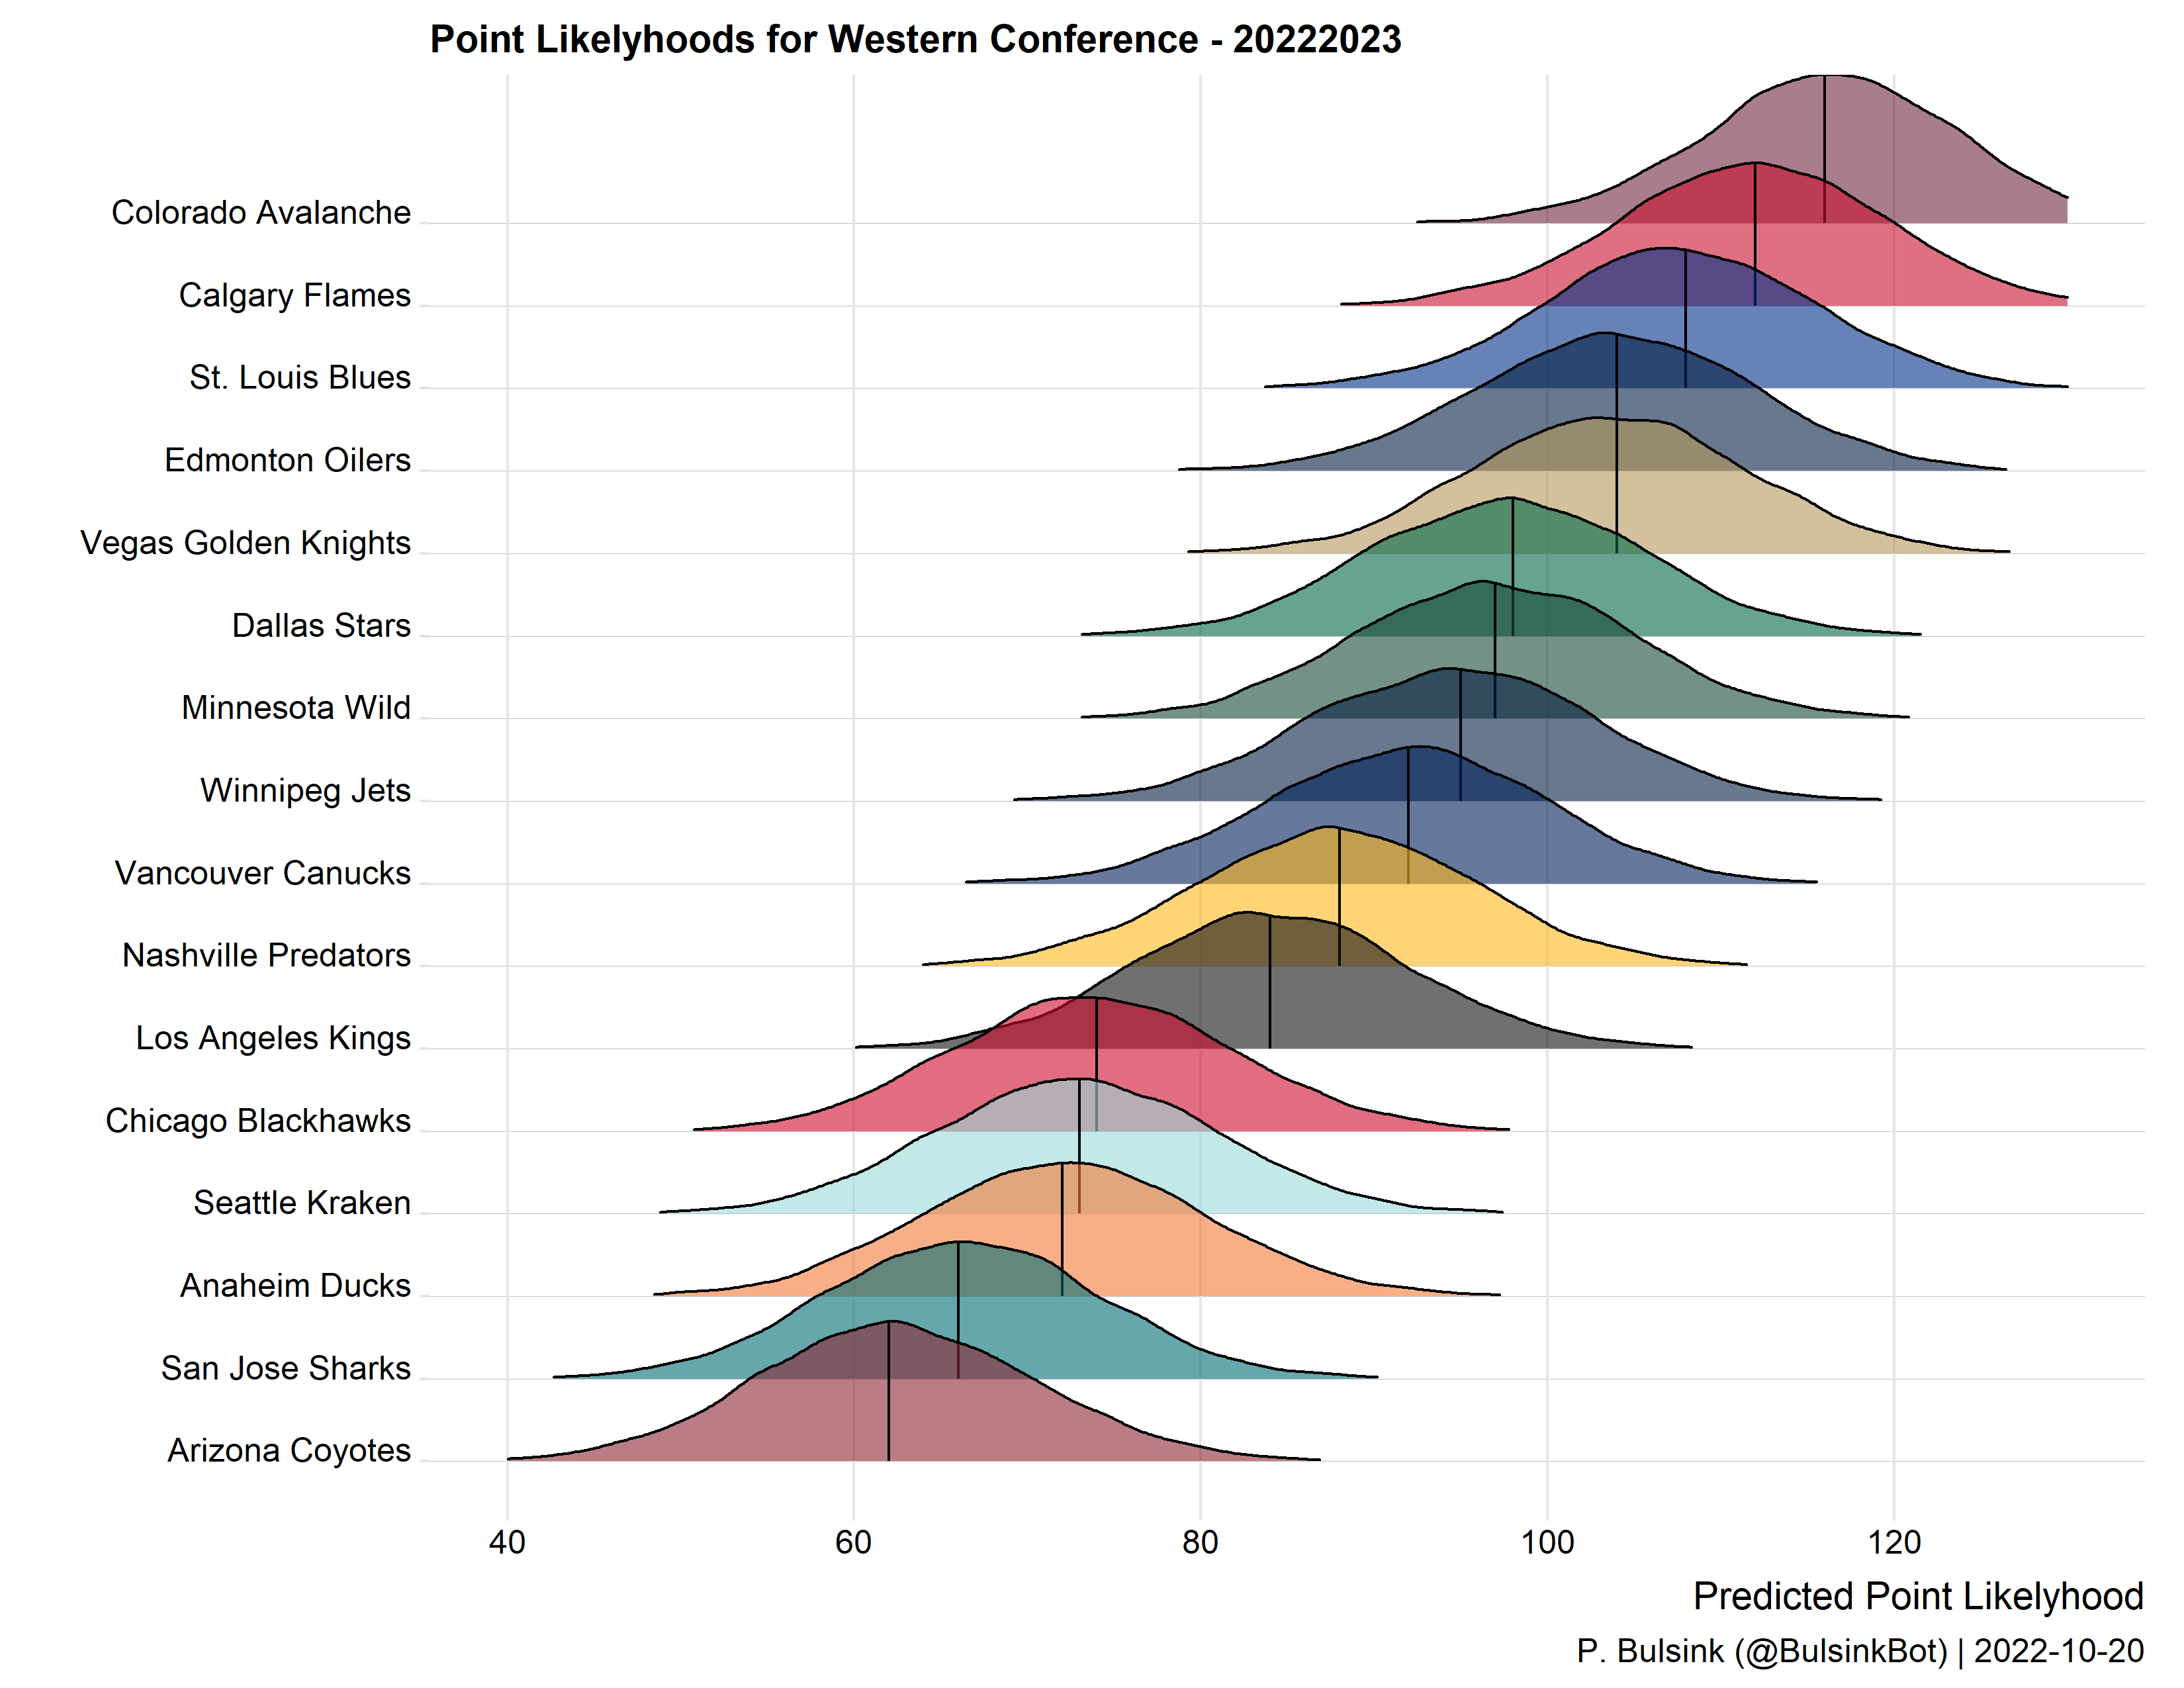 Point Likelyhoods for Western Conference - 20222023
Colorado Avalanche
Calgary Flames
St. Louis Blues
Edmonton Oilers
Vegas Golden Knights
Dallas Stars
Minnesota Wild
Winnipeg Jets
Vancouver Canucks
Nashville Predators
Los Angeles Kings
Chicago Blackhawks
Seattle Kraken
Anaheim Ducks
San Jose Sharks
Arizona Coyotes
40 60 80 100 120
Predicted Point Likelyhood
P. Bulsink (@BulsinkBot) | 2022-10-20